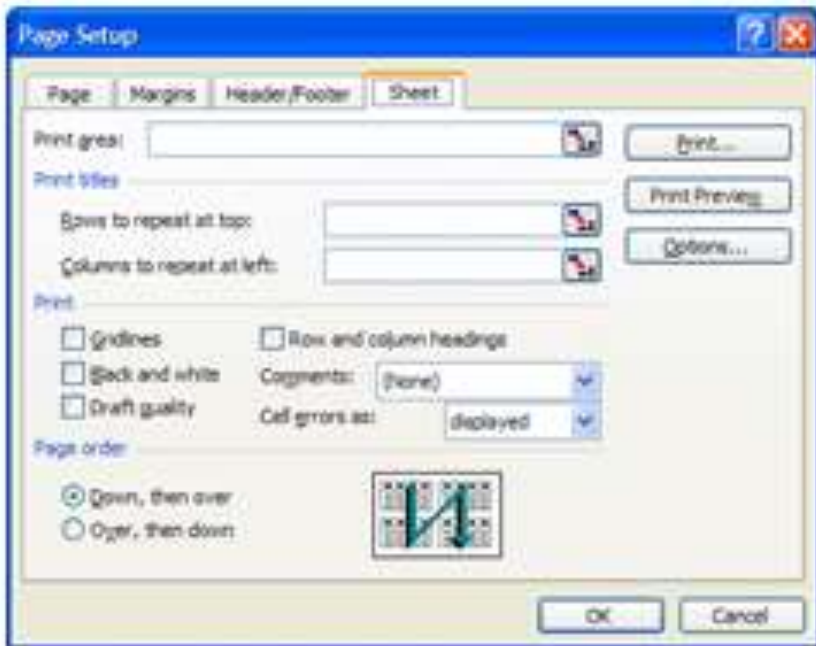 Page Setup
Page Margins Header/Footer Sheet
Print area:
Print...
Print titles
Print Preview
Rows to repeat at top:
Options...
Columns to repeat at left:
Print
Gridlines Row and column headings
Black and white Comments: (None)
Draft quality Cell errors as: displayed
Page order
Down, then over
Over, then down
OK Cancel